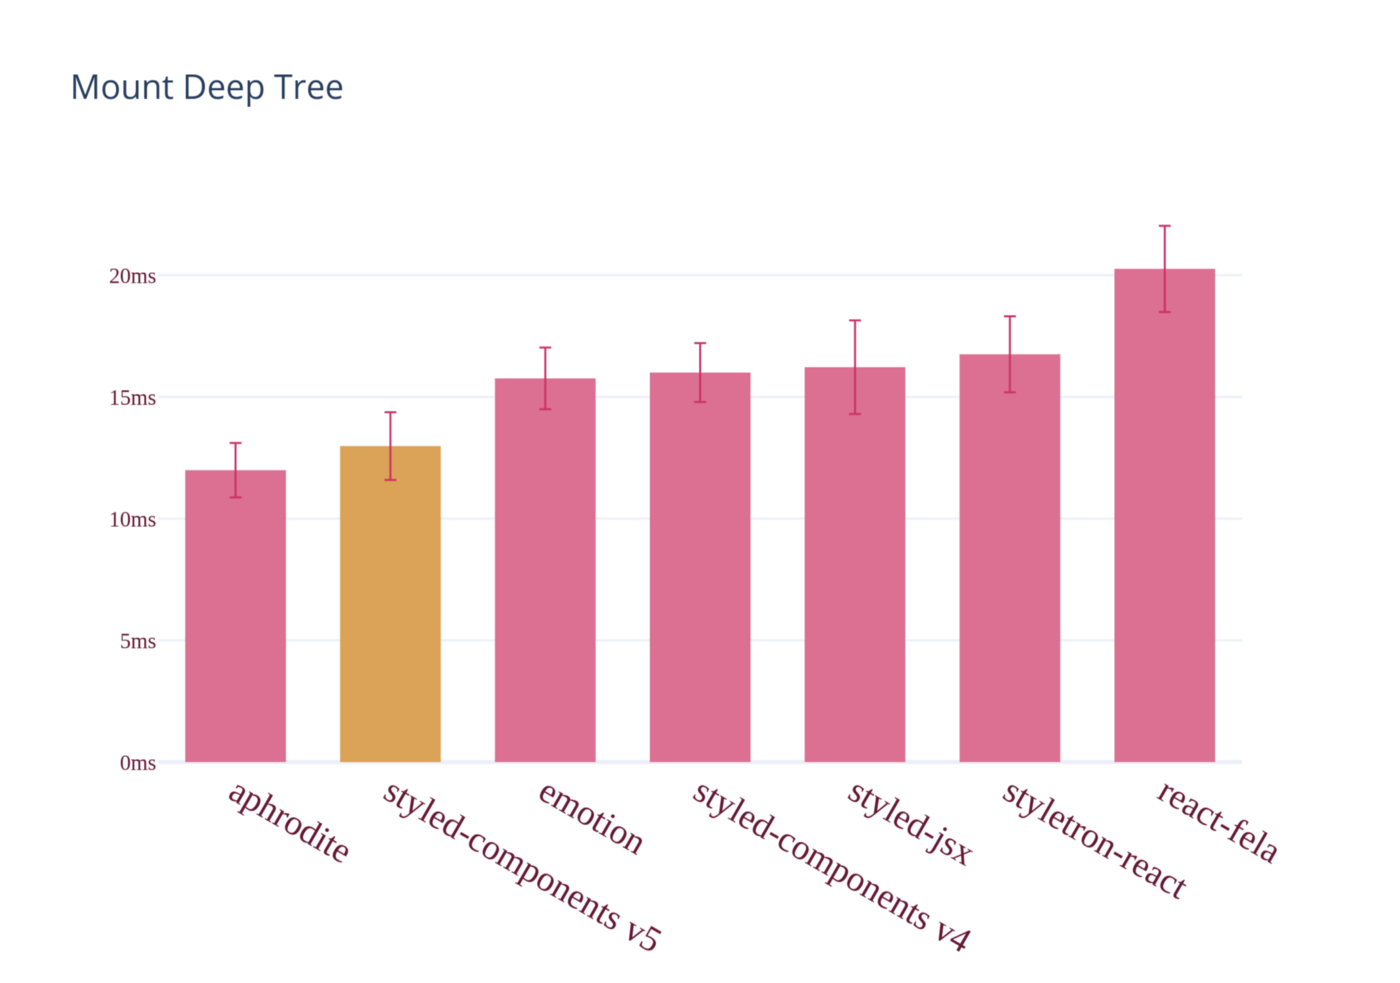 Mount Deep Tree
20ms
15ms
10ms
5ms
0ms
aphrodite
styled-components v5
emotion
styled-components v4
styled-jsx
styletron-react
react-fela